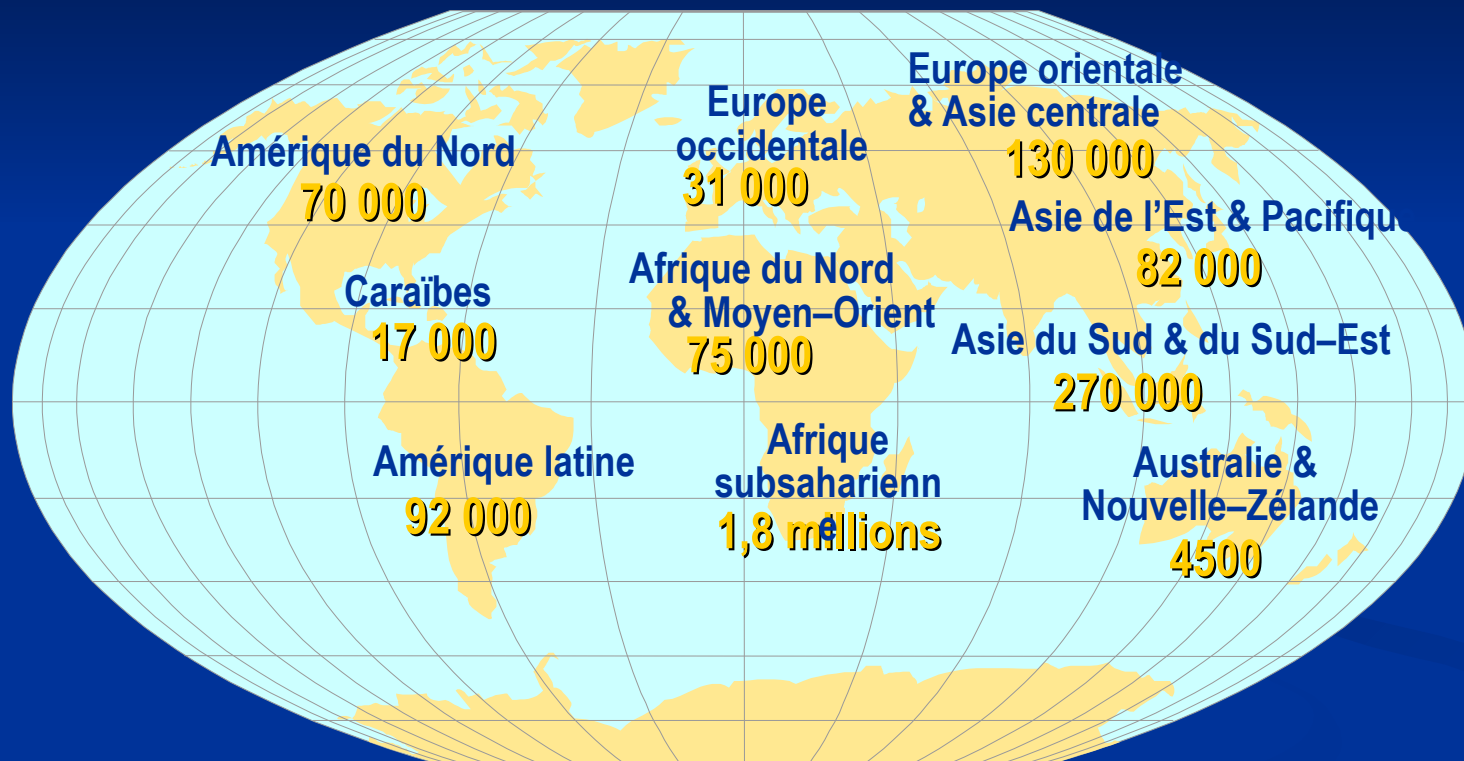 Europe orientale
& Asie centrale
130 000
Europe
occidentale
31 000
Amérique du Nord
70 000
Asie de l’Est & Pacifique
82 000
Afrique du Nord
& Moyen–Orient
75 000
Caraïbes
17 000
Asie du Sud & du Sud–Est
270 000
Afrique
subsaharienn
e
1,8 millions
Amérique latine
92 000
Australie &
Nouvelle–Zélande
4500